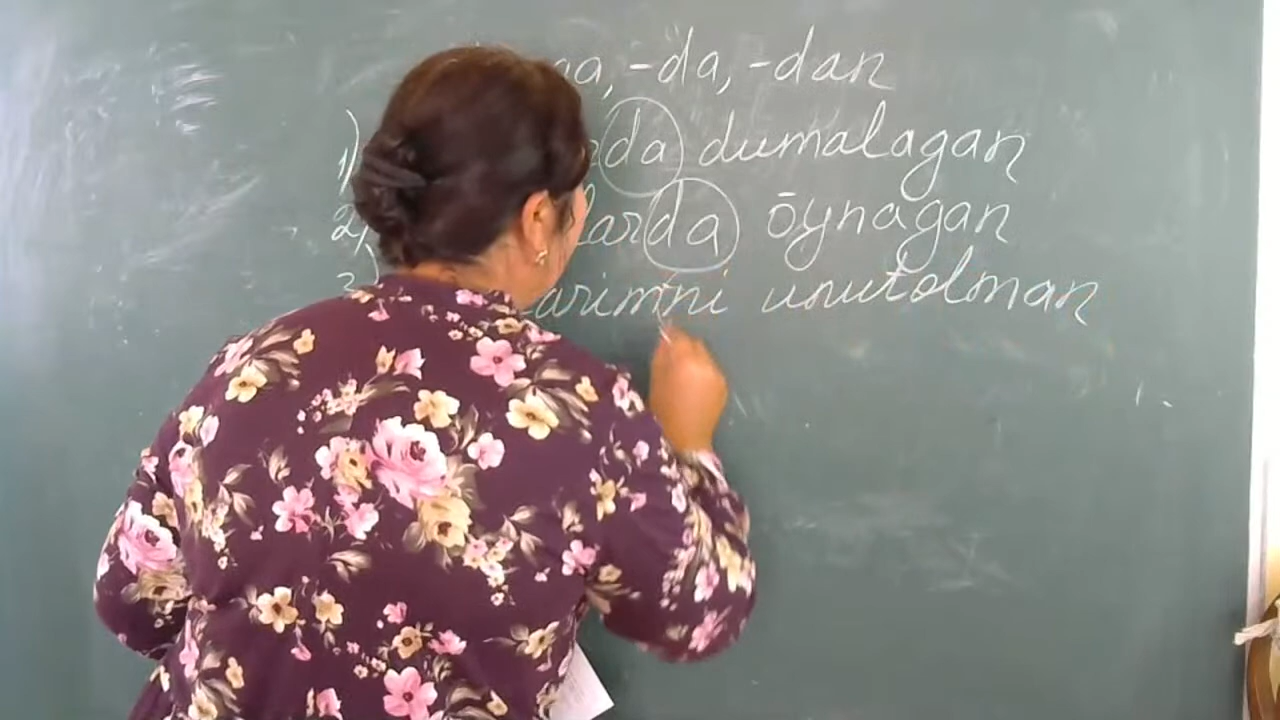 ga, -da, -dan
1) da dumalagan
2) larda ōynagan
3) larimni unutolman